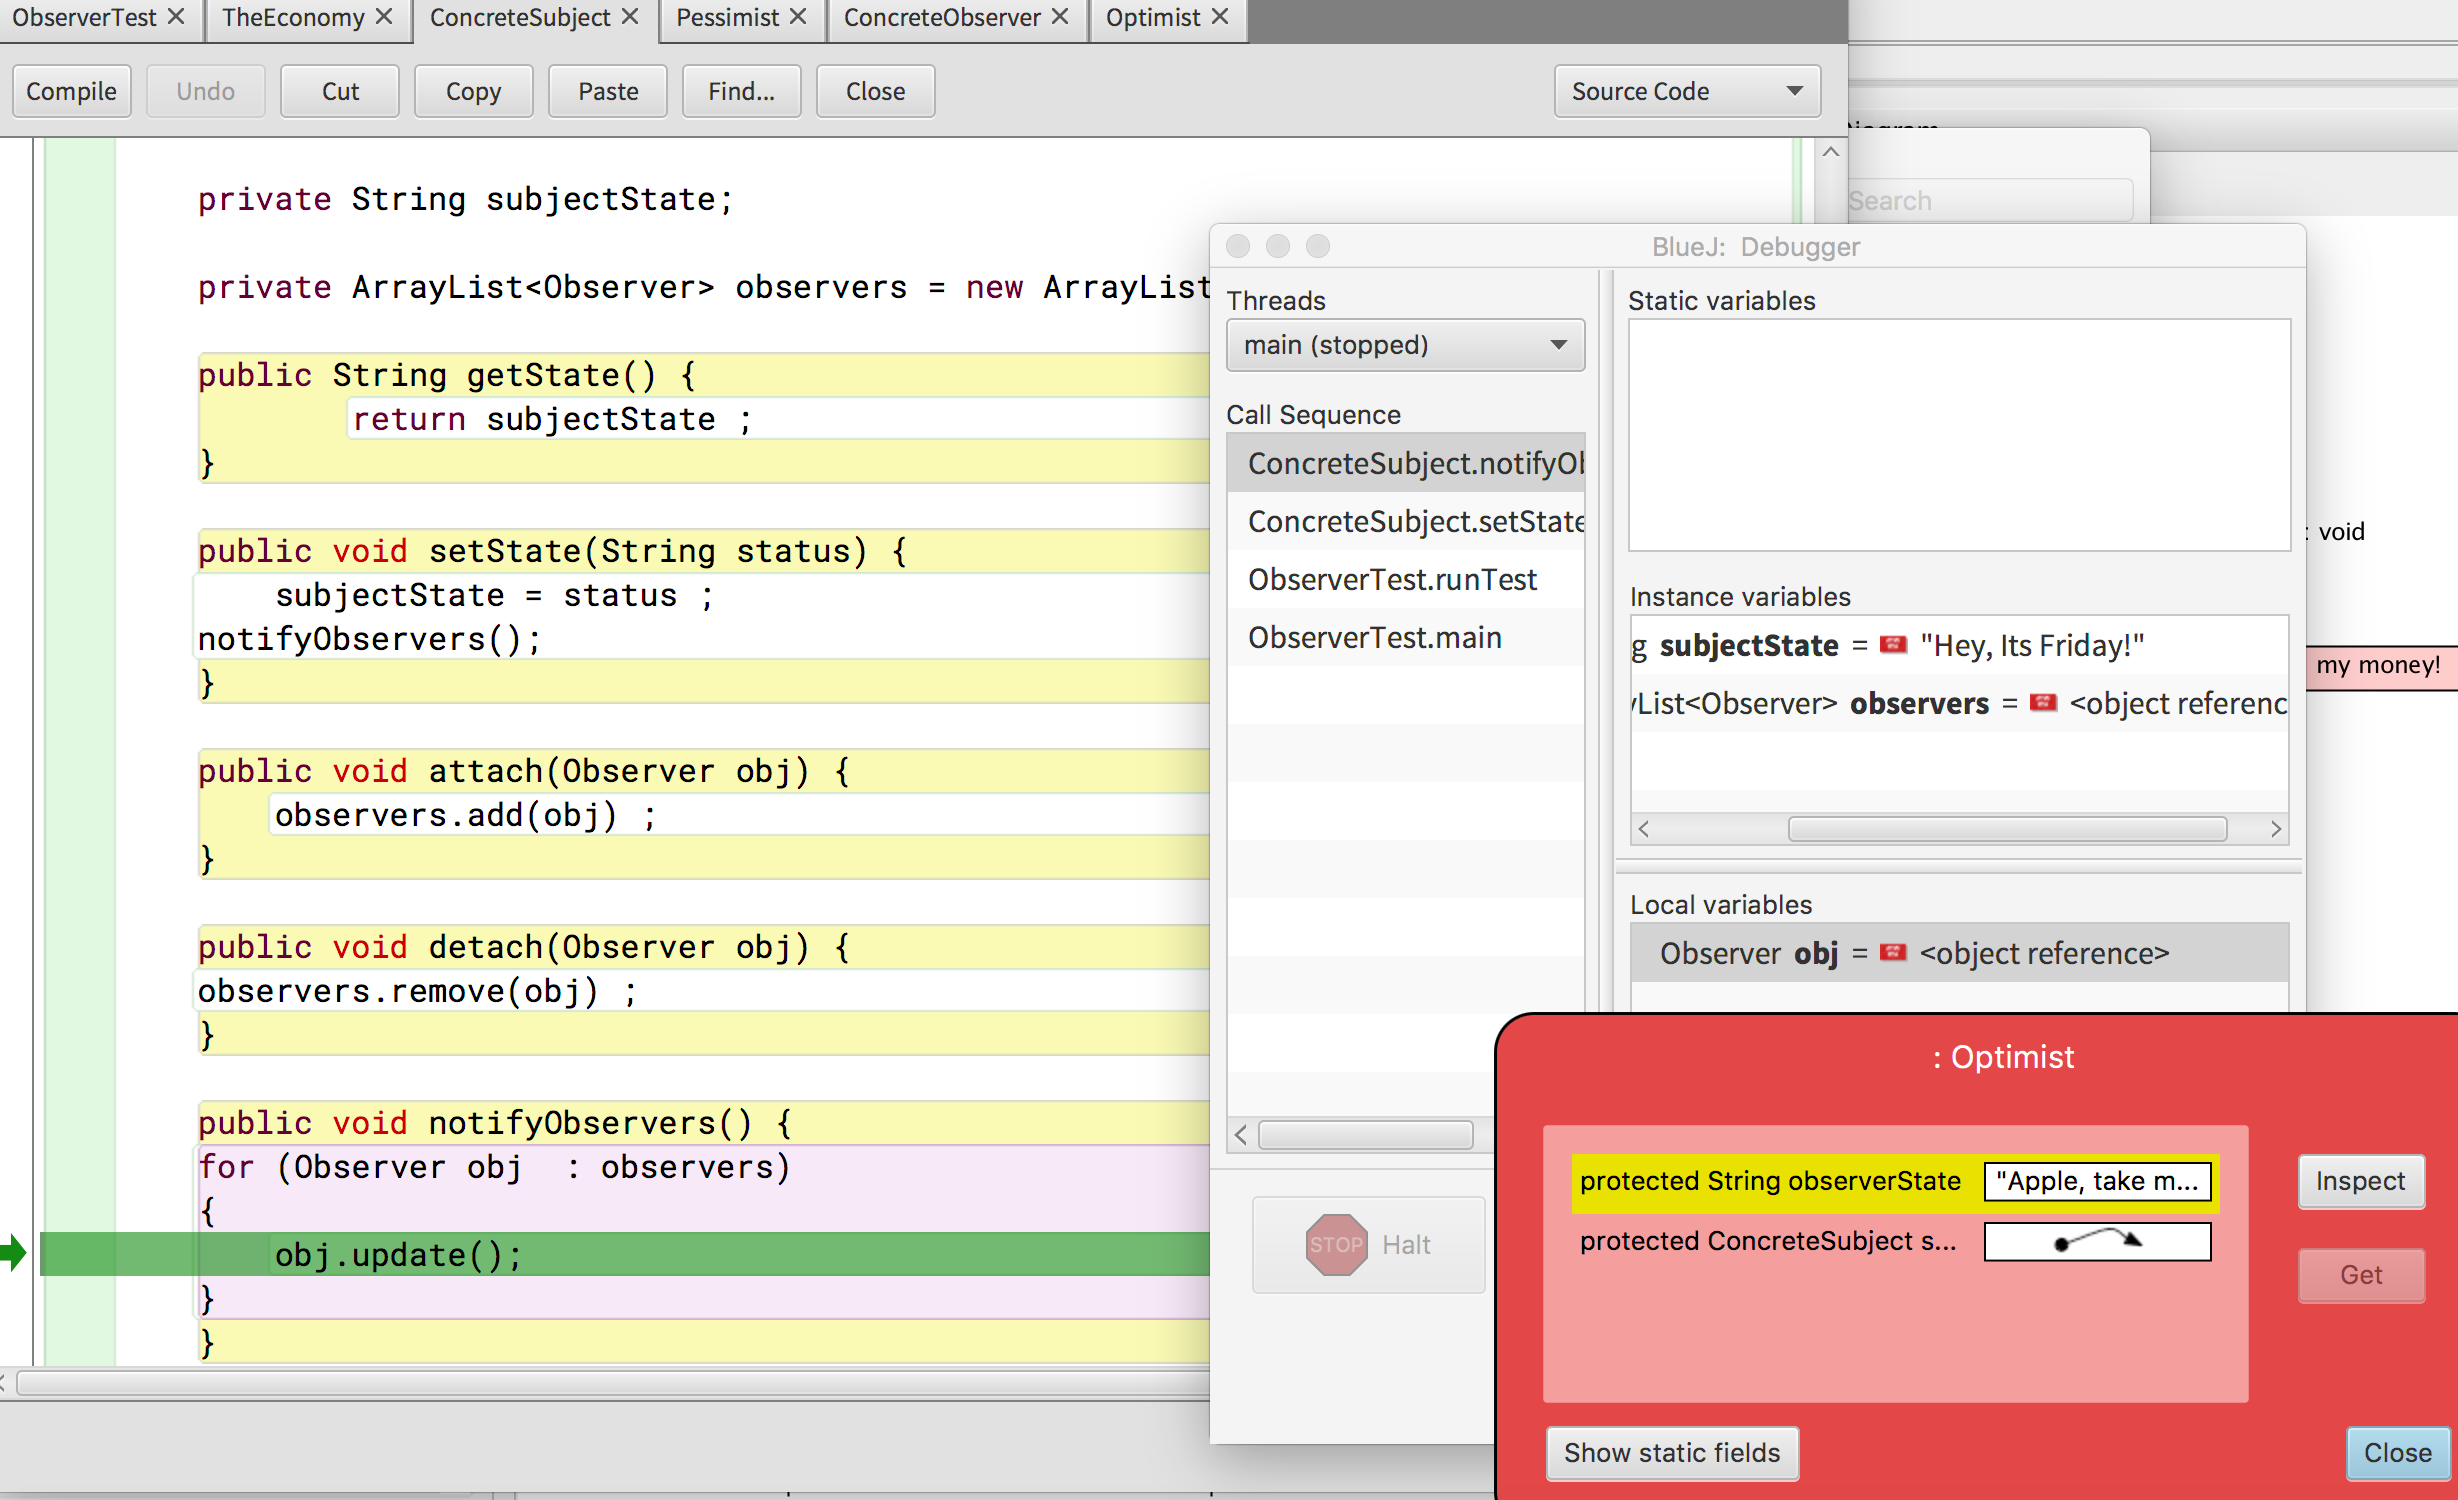 ObserverTest TheEconomy ConcreteSubject Pessimist ConcreteObserver Optimist
Compile Undo Cut Copy Paste Find... Close Source Code
private String subjectState;
private ArrayList<Observer> observers = new ArrayList
public String getState() {
return subjectState ;
}
public void setState(String status) {
subjectState = status ;
notifyObservers();
}
public void attach(Observer obj) {
observers.add(obj) ;
}
public void detach(Observer obj) {
observers.remove(obj) ;
}
public void notifyObservers() {
for (Observer obj : observers)
{
obj.update();
}
}
Diagram
Search
: void
my money!
BlueJ: Debugger
Threads
main (stopped)
Call Sequence
ConcreteSubject.notifyOb
ConcreteSubject.setState
ObserverTest.runTest
ObserverTest.main
STOP Halt
Static variables
Instance variables
g subjectState = "Hey, Its Friday!"
yList<Observer> observers = <object referenc
Local variables
Observer obj = <object reference>
: Optimist
protected String observerState "Apple, take m...
protected ConcreteSubject s...
Inspect
Get
Show static fields
Close